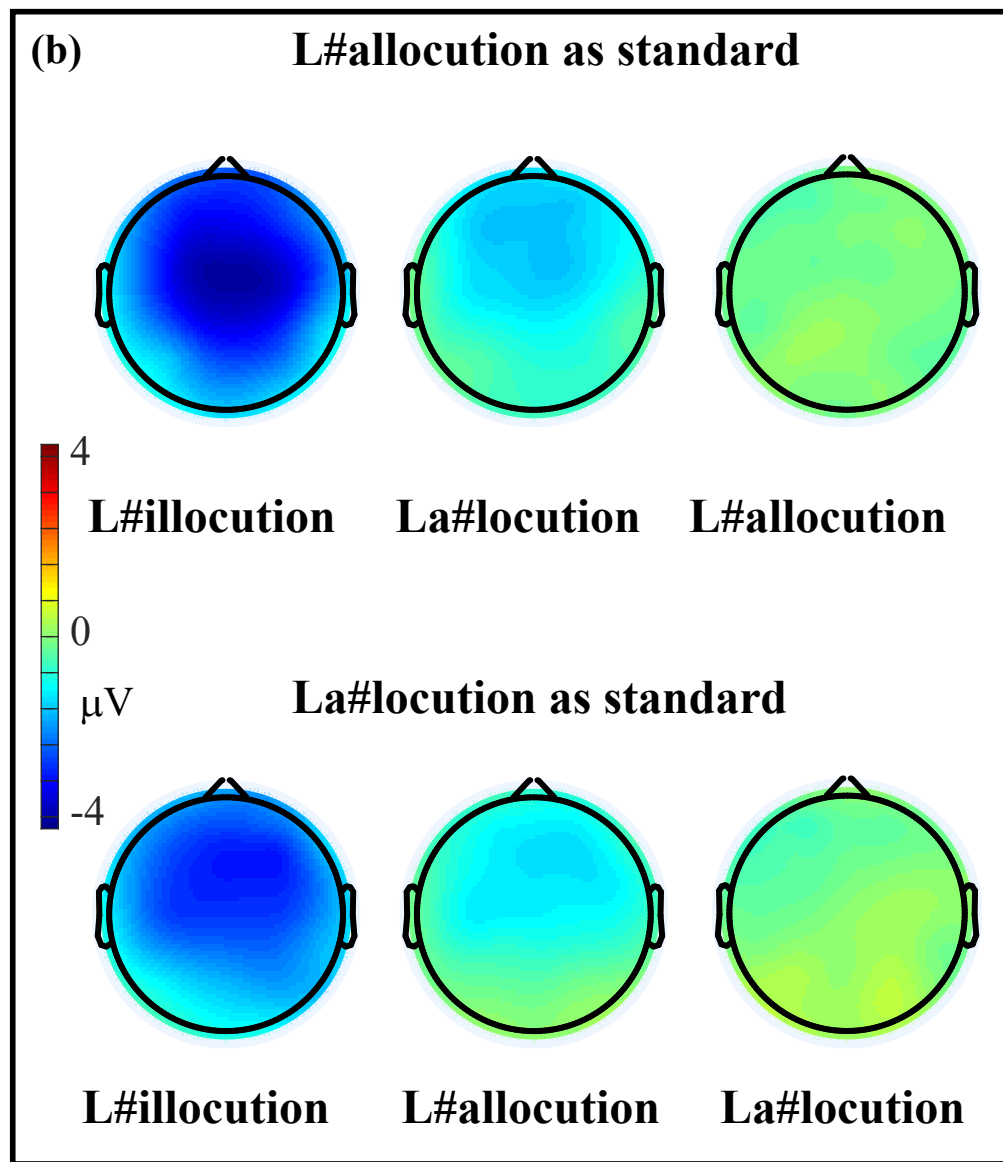 (b) L#allocution as standard
L#illocution La#locution L#allocution
4
0
μV
-4
La#locution as standard
L#illocution L#allocution La#locution